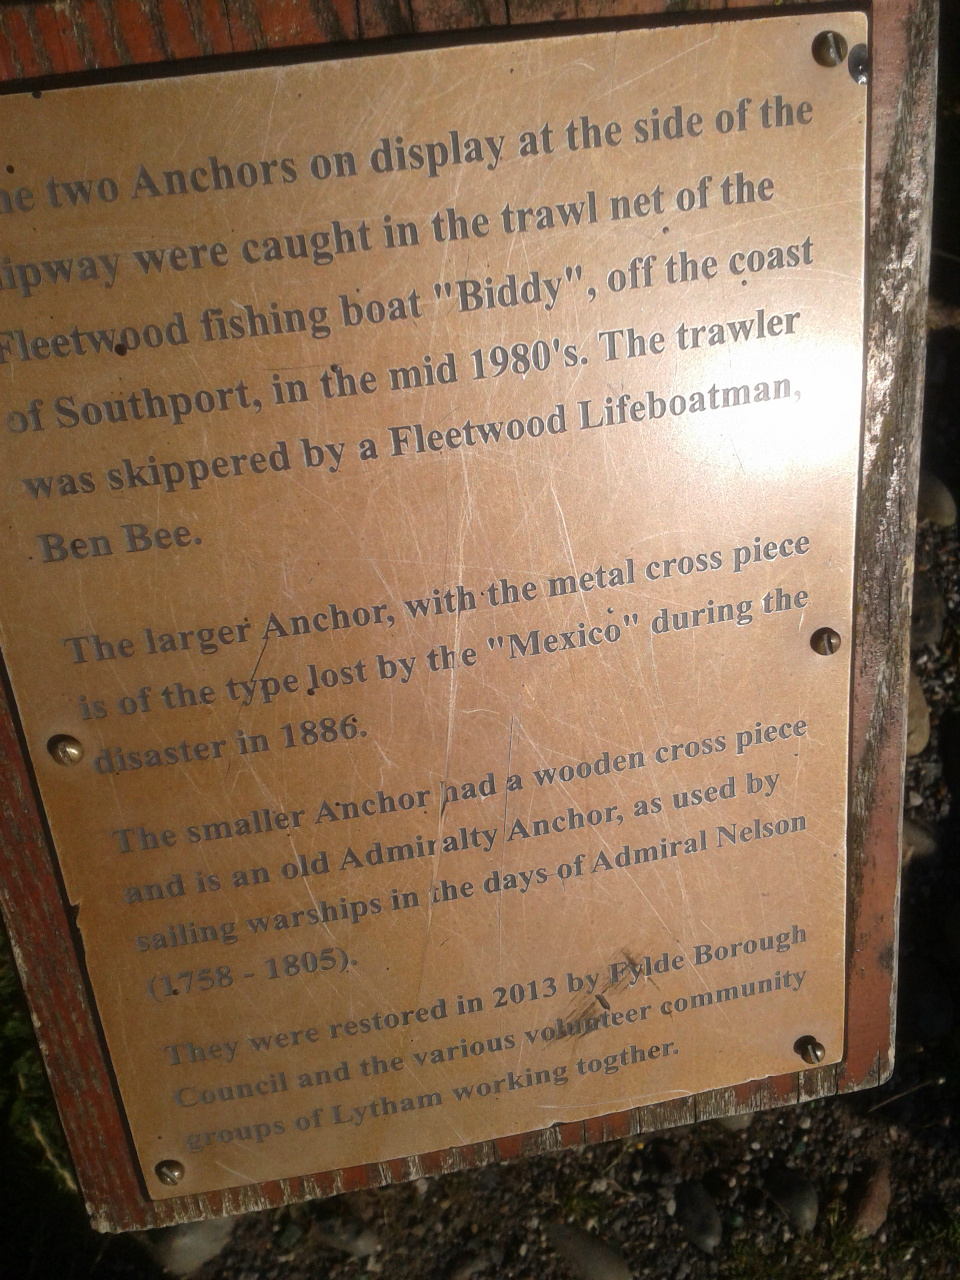 he two Anchors on display at the side of the
lipway were caught in the trawl net of the
Fleetwood fishing boat "Biddy", off the coast
of Southport, in the mid 1980's. The trawler
was skippered by a Fleetwood Lifeboatman,
Ben Bee.
The larger Anchor, with the metal cross piece
is of the type lost by the "Mexico" during the
disaster in 1886.
The smaller Anchor had a wooden cross piece
and is an old Admiralty Anchor, as used by
sailing warships in the days of Admiral Nelson
(1758 - 1805).
They were restored in 2013 by Fylde Borough
Council and the various volunteer community
groups of Lytham working togther.